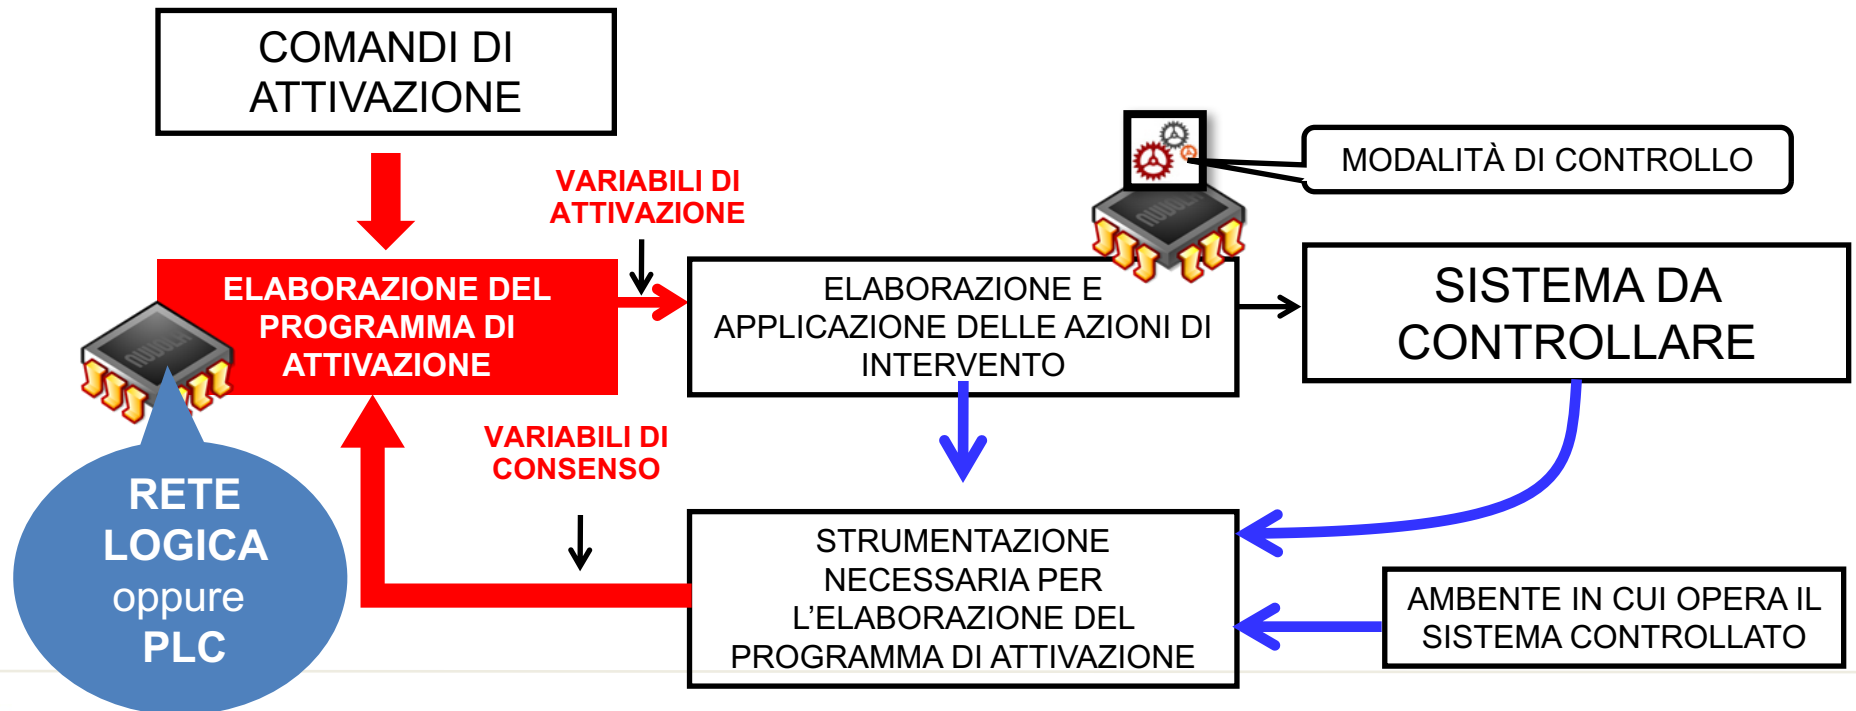 COMANDI DI
ATTIVAZIONE
VARIABILI DI
ATTIVAZIONE
MODALITÀ DI CONTROLLO
ELABORAZIONE DEL
PROGRAMMA DI
ATTIVAZIONE
ELABORAZIONE E
APPLICAZIONE DELLE AZIONI DI
INTERVENTO
SISTEMA DA
CONTROLLARE
VARIABILI DI
CONSENSO
RETE
LOGICA
oppure
PLC
STRUMENTAZIONE
NECESSARIA PER
L'ELABORAZIONE DEL
PROGRAMMA DI ATTIVAZIONE
AMBENTE IN CUI OPERA IL
SISTEMA CONTROLLATO